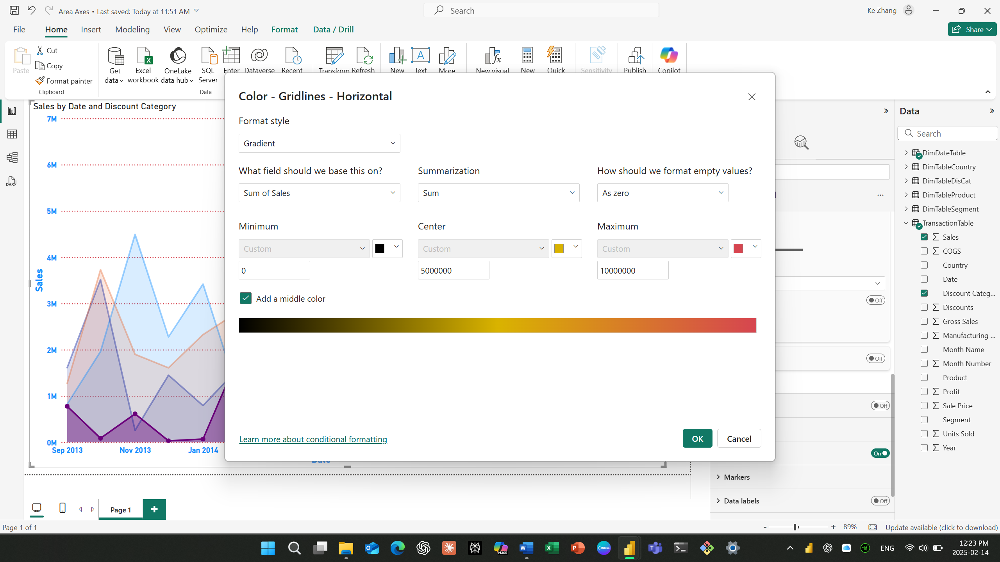 Area Axes • Last saved: Today at 11:51 AM
Search
Ke Zhang
File
Home
Insert
Modeling
View
Optimize
Help
Format
Data / Drill
Share
Paste
Cut
Copy
Format painter
Clipboard
Get data
Excel workbook
OneLake data hub
SQL Server
Enter
Dataverse
Recent
Data
Transform
Refresh
New
Text
More
New visual
New
Quick
Sensitivity
Publish
Copilot
DAX
Sales by Date and Discount Category
7M
6M
5M
4M
3M
2M
1M
0M
Sales
Sep 2013
Nov 2013
Jan 2014
Date
Color - Gridlines - Horizontal
Format style
Gradient
What field should we base this on?
Summarization
How should we format empty values?
Sum of Sales
Sum
As zero
Minimum
Center
Maximum
Custom
Custom
Custom
0
5000000
10000000
Add a middle color
Learn more about conditional formatting
OK
Cancel
Off
Off
Off
On
Markers
Data labels
Off
Data
Search
DimDateTable
DimTableCountry
DimTableDisCat
DimTableProduct
DimTableSegment
TransactionTable
Sales
COGS
Country
Date
Discount Categ...
Discounts
Gross Sales
Manufacturing ...
Month Name
Month Number
Product
Profit
Sale Price
Segment
Units Sold
Year
Page 1
Page 1 of 1
89%
Update available (click to download)
M365
Canva
ENG
12:23 PM
2025-02-14